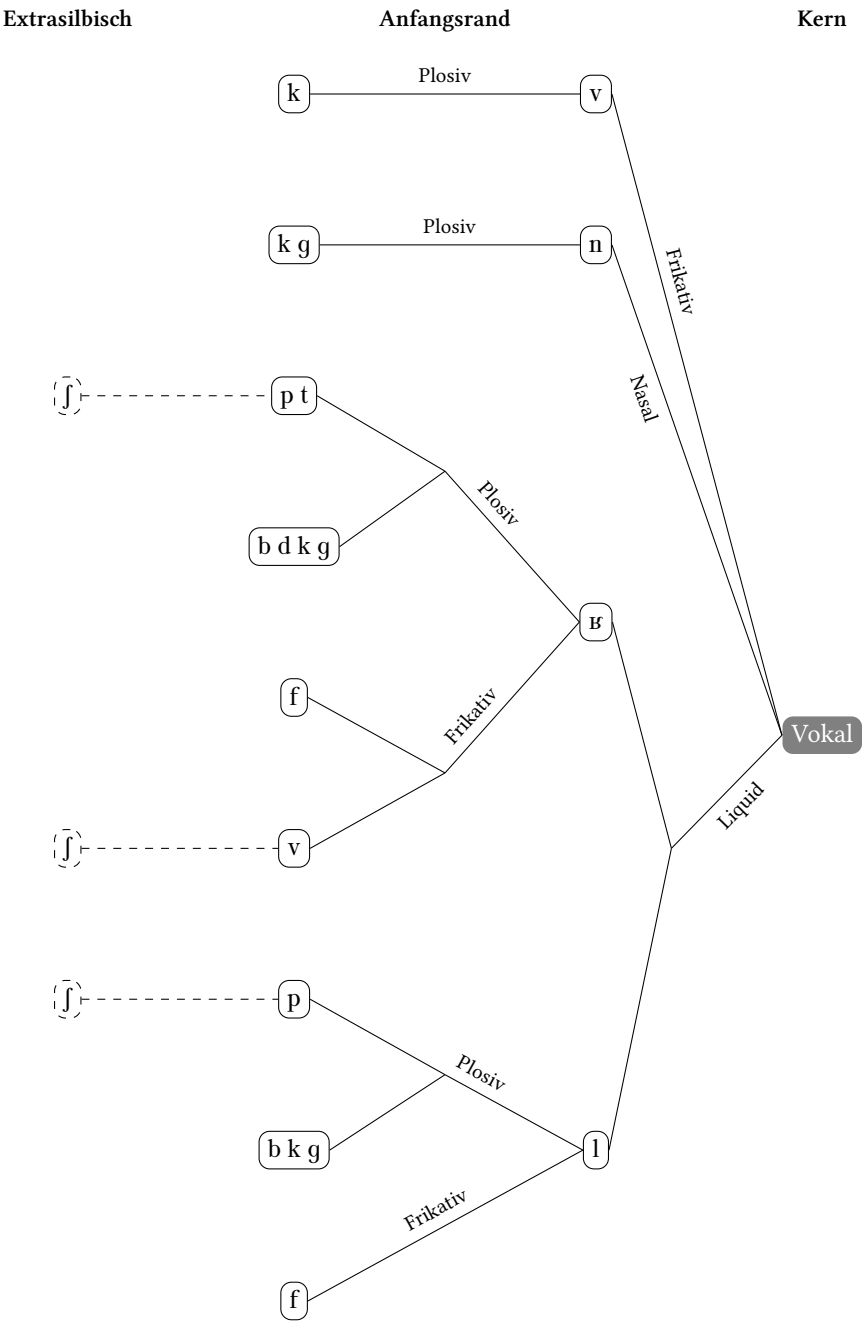 Extrasilbisch Anfangsrand Kern
Plosiv
k v
Plosiv
k g n
Frikativ
Nasal
ʃ p t
Plosiv
b d k g
ʁ
f
Frikativ
Vokal
Liquid
ʃ v
ʃ p
Plosiv
b k g l
Frikativ
f